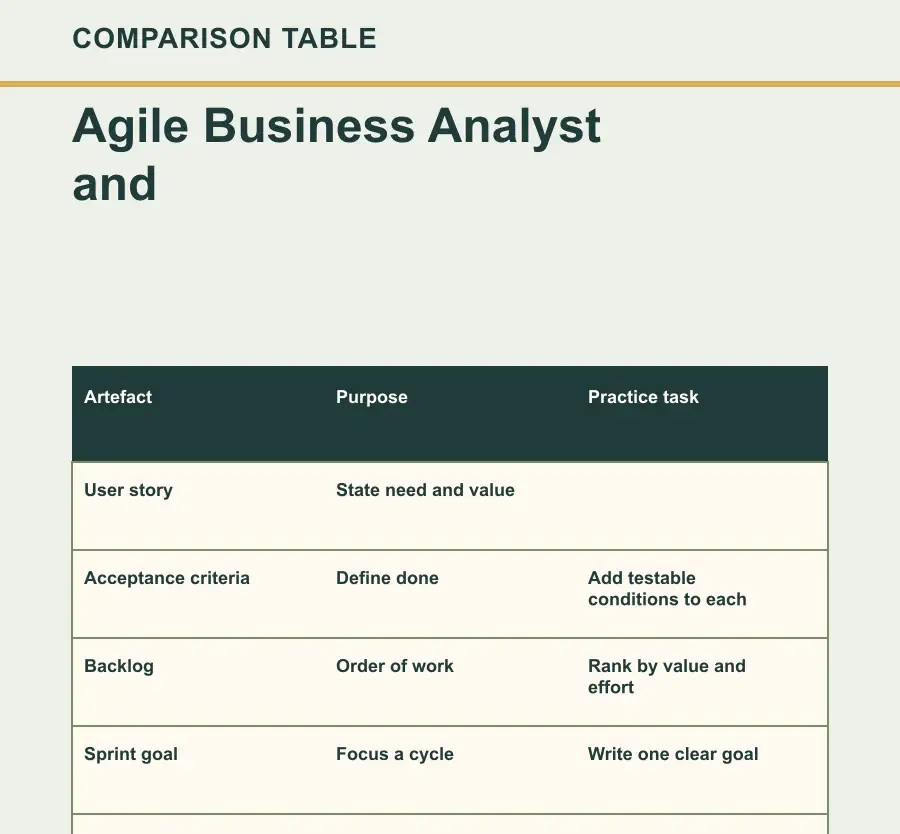 COMPARISON TABLE
Agile Business Analyst
and
Artefact Purpose Practice task
User story State need and value
Acceptance criteria Define done Add testable
conditions to each
Backlog Order of work Rank by value and
effort
Sprint goal Focus a cycle Write one clear goal